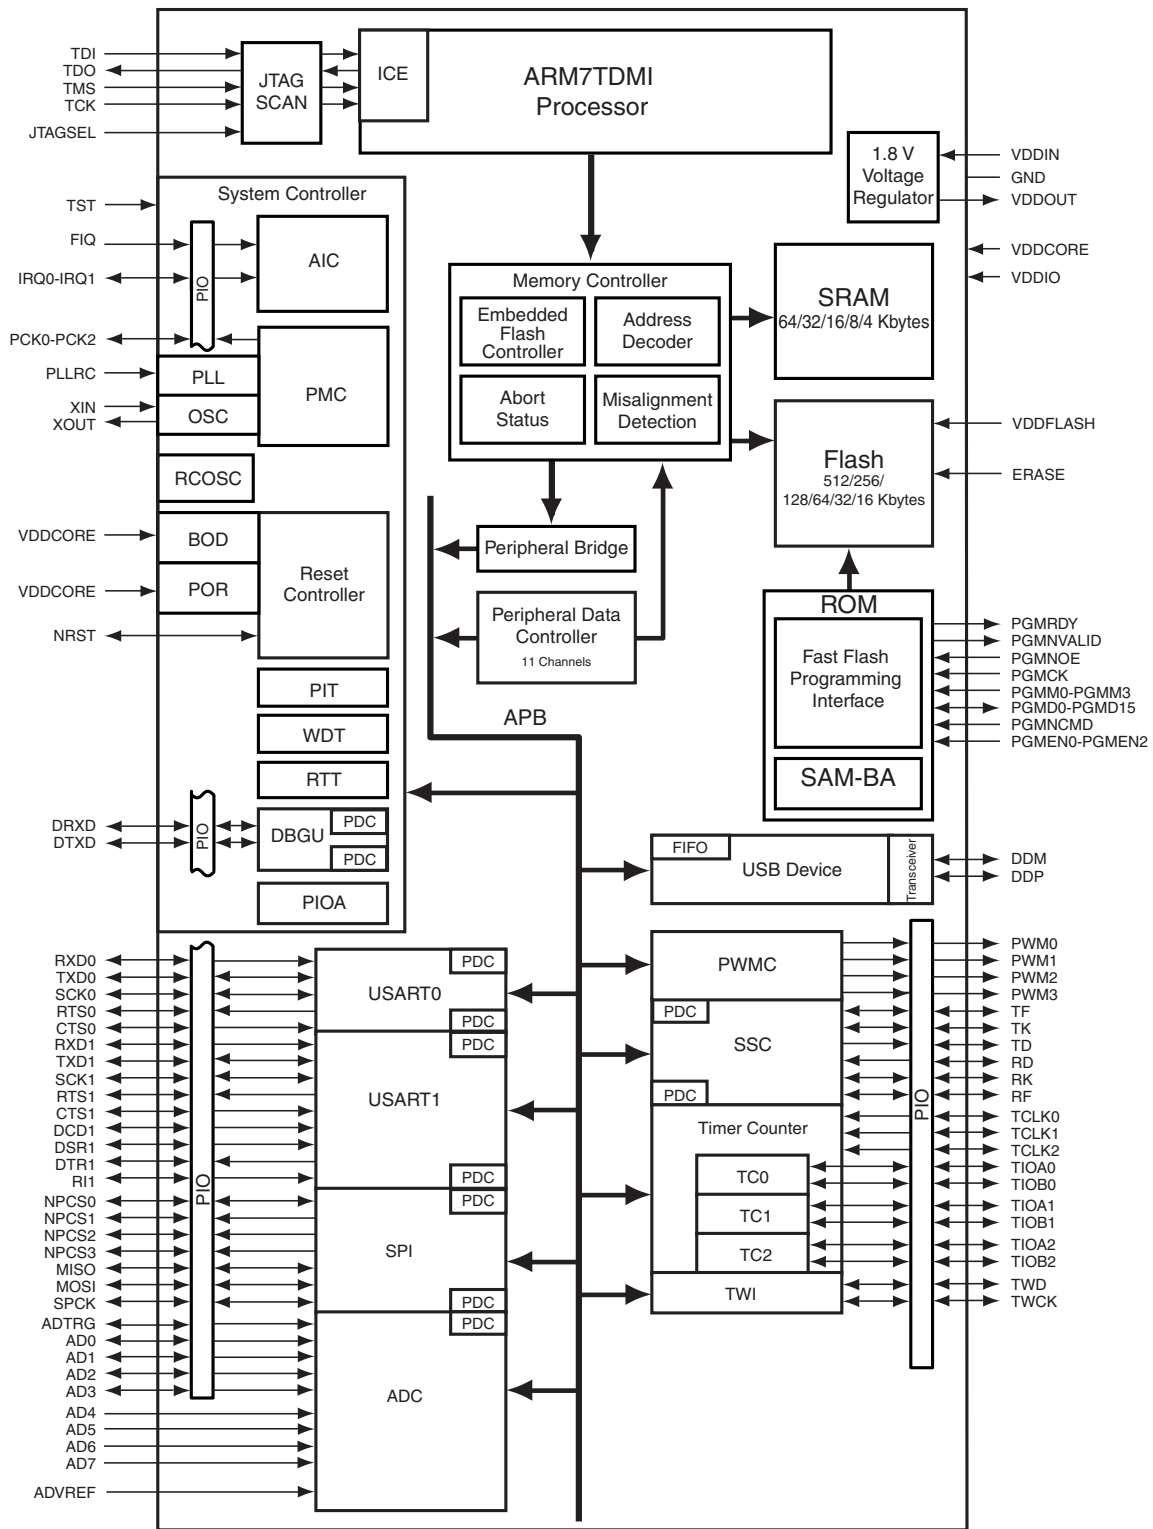 TDI
TDO
TMS
TCK
JTAGSEL
JTAG
SCAN
ICE
ARM7TDMI
Processor
1.8 V
Voltage
Regulator
VDDIN
GND
VDDOUT
VDDCORE
VDDIO
System Controller
TST
FIQ
IRQ0-IRQ1
PIO
AIC
PCK0-PCK2
PLLRC
XIN
XOUT
PLL
OSC
PMC
RCOSC
VDDCORE
BOD
VDDCORE
POR
Reset
Controller
NRST
PIT
WDT
RTT
DRXD
DTXD
PIO
DBGU
PDC
PDC
PIOA
Memory Controller
Embedded
Flash
Controller
Address
Decoder
Abort
Status
Misalignment
Detection
SRAM
64/32/16/8/4 Kbytes
Flash
512/256/
128/64/32/16 Kbytes
VDDFLASH
ERASE
Peripheral Bridge
Peripheral Data
Controller
11 Channels
APB
ROM
Fast Flash
Programming
Interface
SAM-BA
PGMRDY
PGMNVALID
PGMNOE
PGMCK
PGMM0-PGMM3
PGMD0-PGMD15
PGMNCMD
PGMEN0-PGMEN2
FIFO
USB Device
Transceiver
DDM
DDP
RXD0
TXD0
SCK0
RTS0
CTS0
RXD1
TXD1
SCK1
RTS1
CTS1
DCD1
DSR1
DTR1
RI1
NPCS0
NPCS1
NPCS2
NPCS3
MISO
MOSI
SPCK
ADTRG
AD0
AD1
AD2
AD3
AD4
AD5
AD6
AD7
ADVREF
PIO
PDC
USART0
PDC
PDC
USART1
PDC
PDC
SPI
PDC
PDC
ADC
PWMC
PDC
SSC
PDC
Timer Counter
TC0
TC1
TC2
TWI
PIO
PWM0
PWM1
PWM2
PWM3
TF
TK
TD
RD
RK
RF
TCLK0
TCLK1
TCLK2
TIOA0
TIOB0
TIOA1
TIOB1
TIOA2
TIOB2
TWD
TWCK